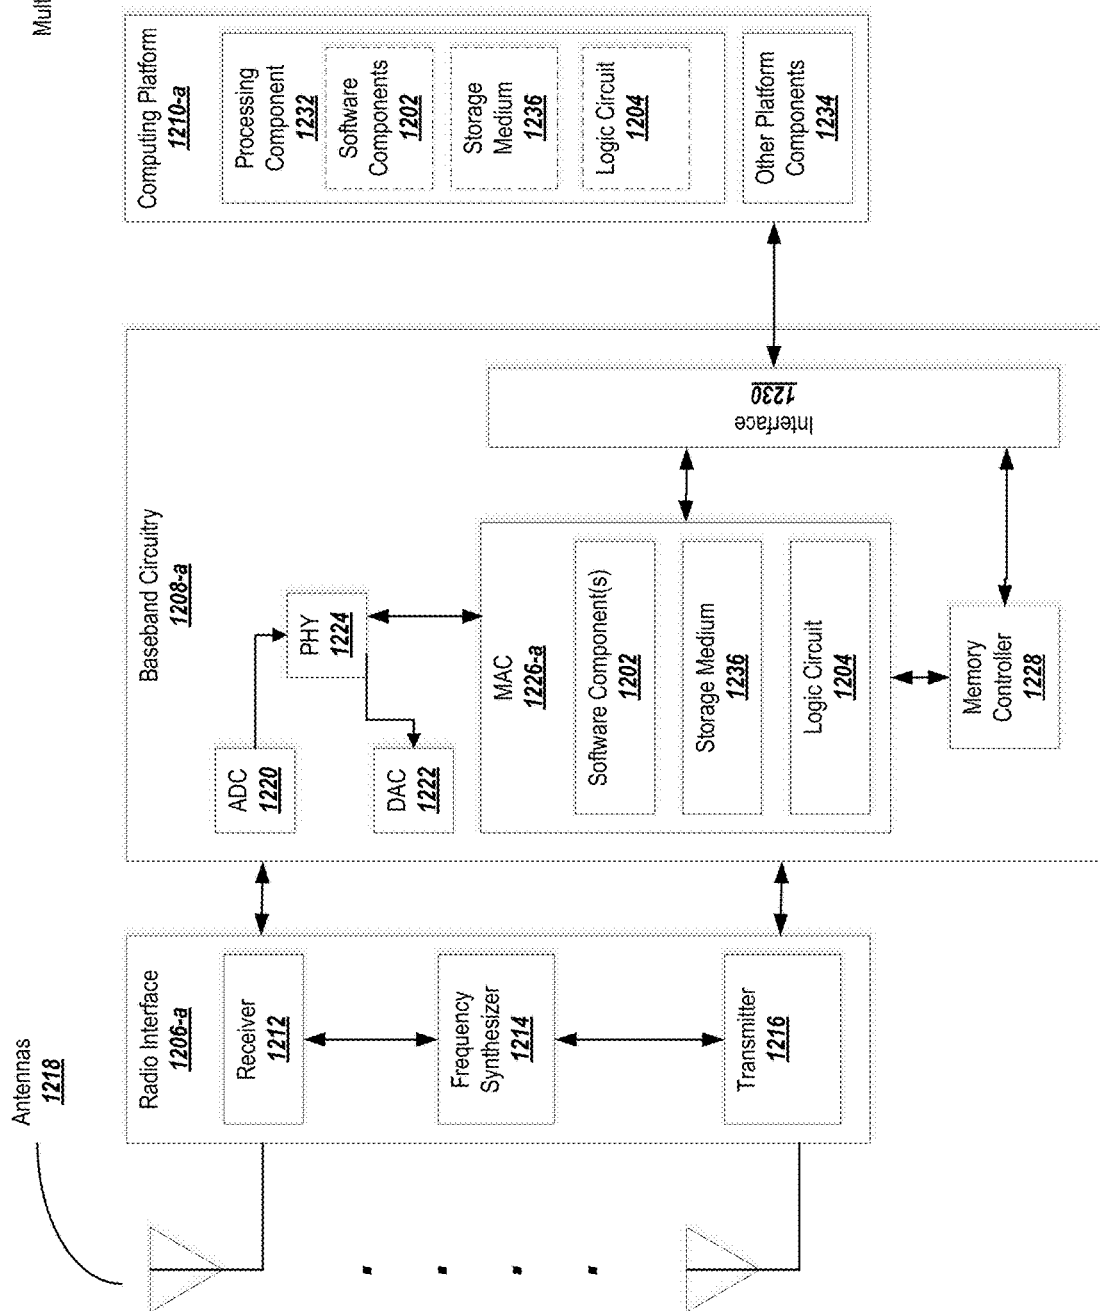 Mult
Antennas
1218
Radio Interface
1206-a
Receiver
1212
Frequency
Synthesizer
1214
Transmitter
1216
Baseband Circuitry
1208-a
ADC
1220
PHY
1224
DAC
1222
MAC
1226-a
Software Component(s)
1202
Storage Medium
1236
Logic Circuit
1204
Memory
Controller
1228
Interface
1230
Computing Platform
1210-a
Processing
Component
1232
Software
Components
1202
Storage
Medium
1236
Logic Circuit
1204
Other Platform
Components
1234